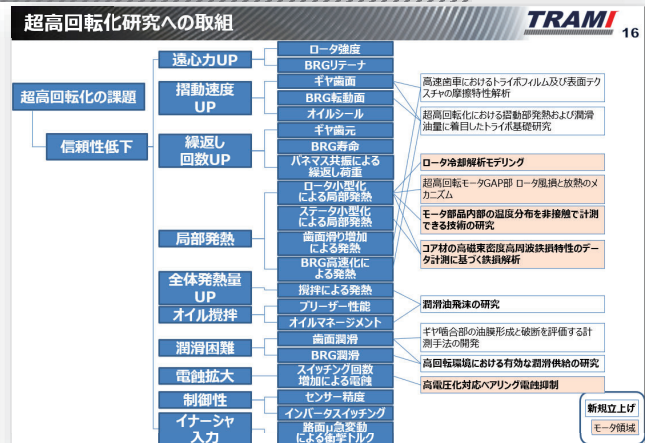 超高回転化研究への取組
TRAMI
16
超高回転化の課題
信頼性低下
遠心力UP
摺動速度
UP
繰返し
回数UP
局部発熱
全体発熱量
UP
オイル攪拌
潤滑困難
電蝕拡大
制御性
イナーシャ
入力
ロータ強度
BRGリテーナ
ギヤ歯面
BRG転動面
オイルシール
ギヤ歯元
BRG寿命
バネマス共振による
繰返し荷重
ロータ小型化
による局部発熱
ステータ小型化
による局部発熱
歯面滑り増加
による発熱
BRG高速化に
よる発熱
攪拌による発熱
ブリーザー性能
オイルマネージメント
歯面潤滑
BRG潤滑
スイッチング回数
増加による電蝕
センサー精度
インバータスイッチング
路面μ急変動
による衝撃トルク
高速歯車におけるトライボフィルム及び表面テク
スチャの摩擦特性解析
超高回転化における摺動部発熱および潤滑
油量に着目したトライボ基礎研究
ロータ冷却解析モデリング
超高回転モータGAP部 ロータ風損と放熱のメ
カニズム
モータ部品内部の温度分布を非接触で計測
できる技術の研究
コア材の高磁束密度高周波鉄損特性のデー
タ計測に基づく鉄損解析
潤滑油飛沫の研究
ギヤ噛合部の油膜形成と破断を評価する計
測手法の開発
高回転環境における有効な潤滑供給の研究
高電圧化対応ベアリング電蝕抑制
新規立上げ
モータ領域